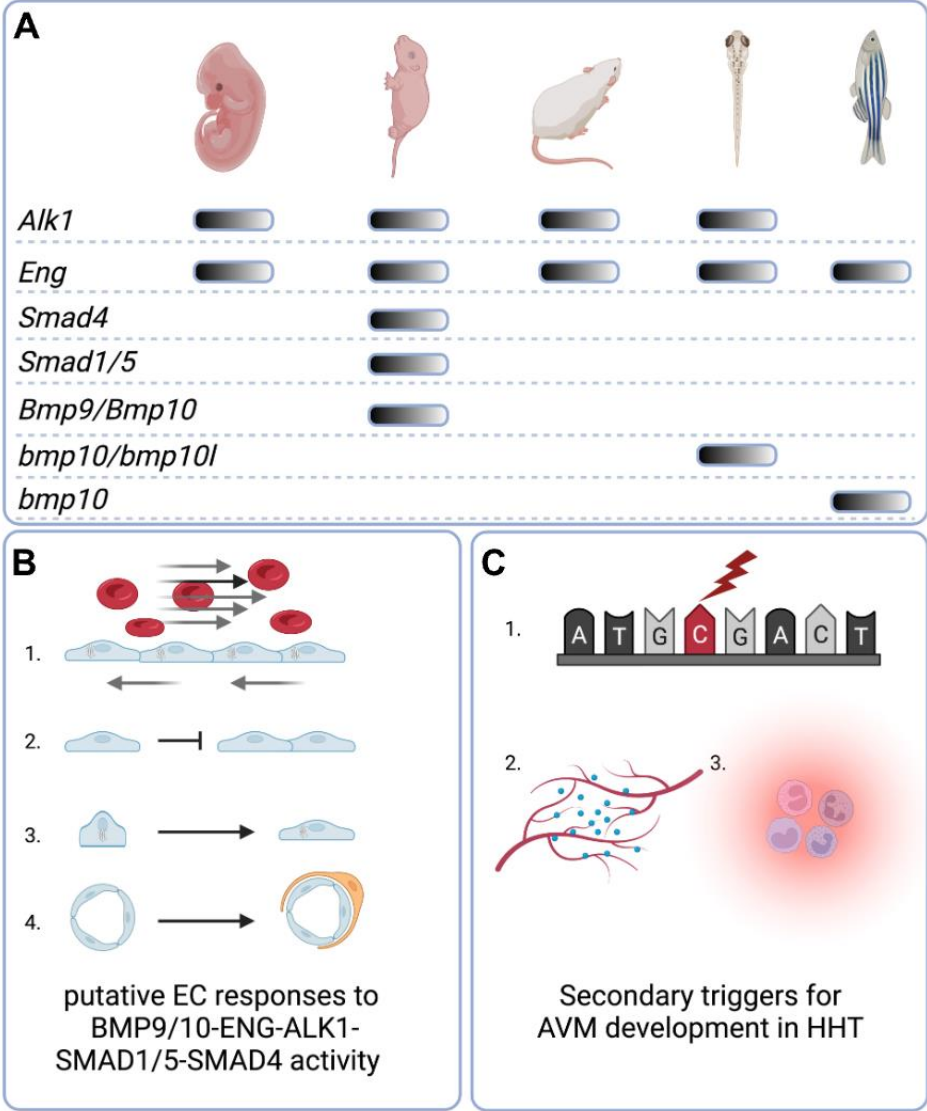 A
Alk1
Eng
Smad4
Smad1/5
Bmp9/Bmp10
bmp10/bmp10l
bmp10
B
1.
2.
3.
4.
putative EC responses to
BMP9/10-ENG-ALK1-
SMAD1/5-SMAD4 activity
C
1.
A T G C G A C T
2.
3.
Secondary triggers for
AVM development in HHT